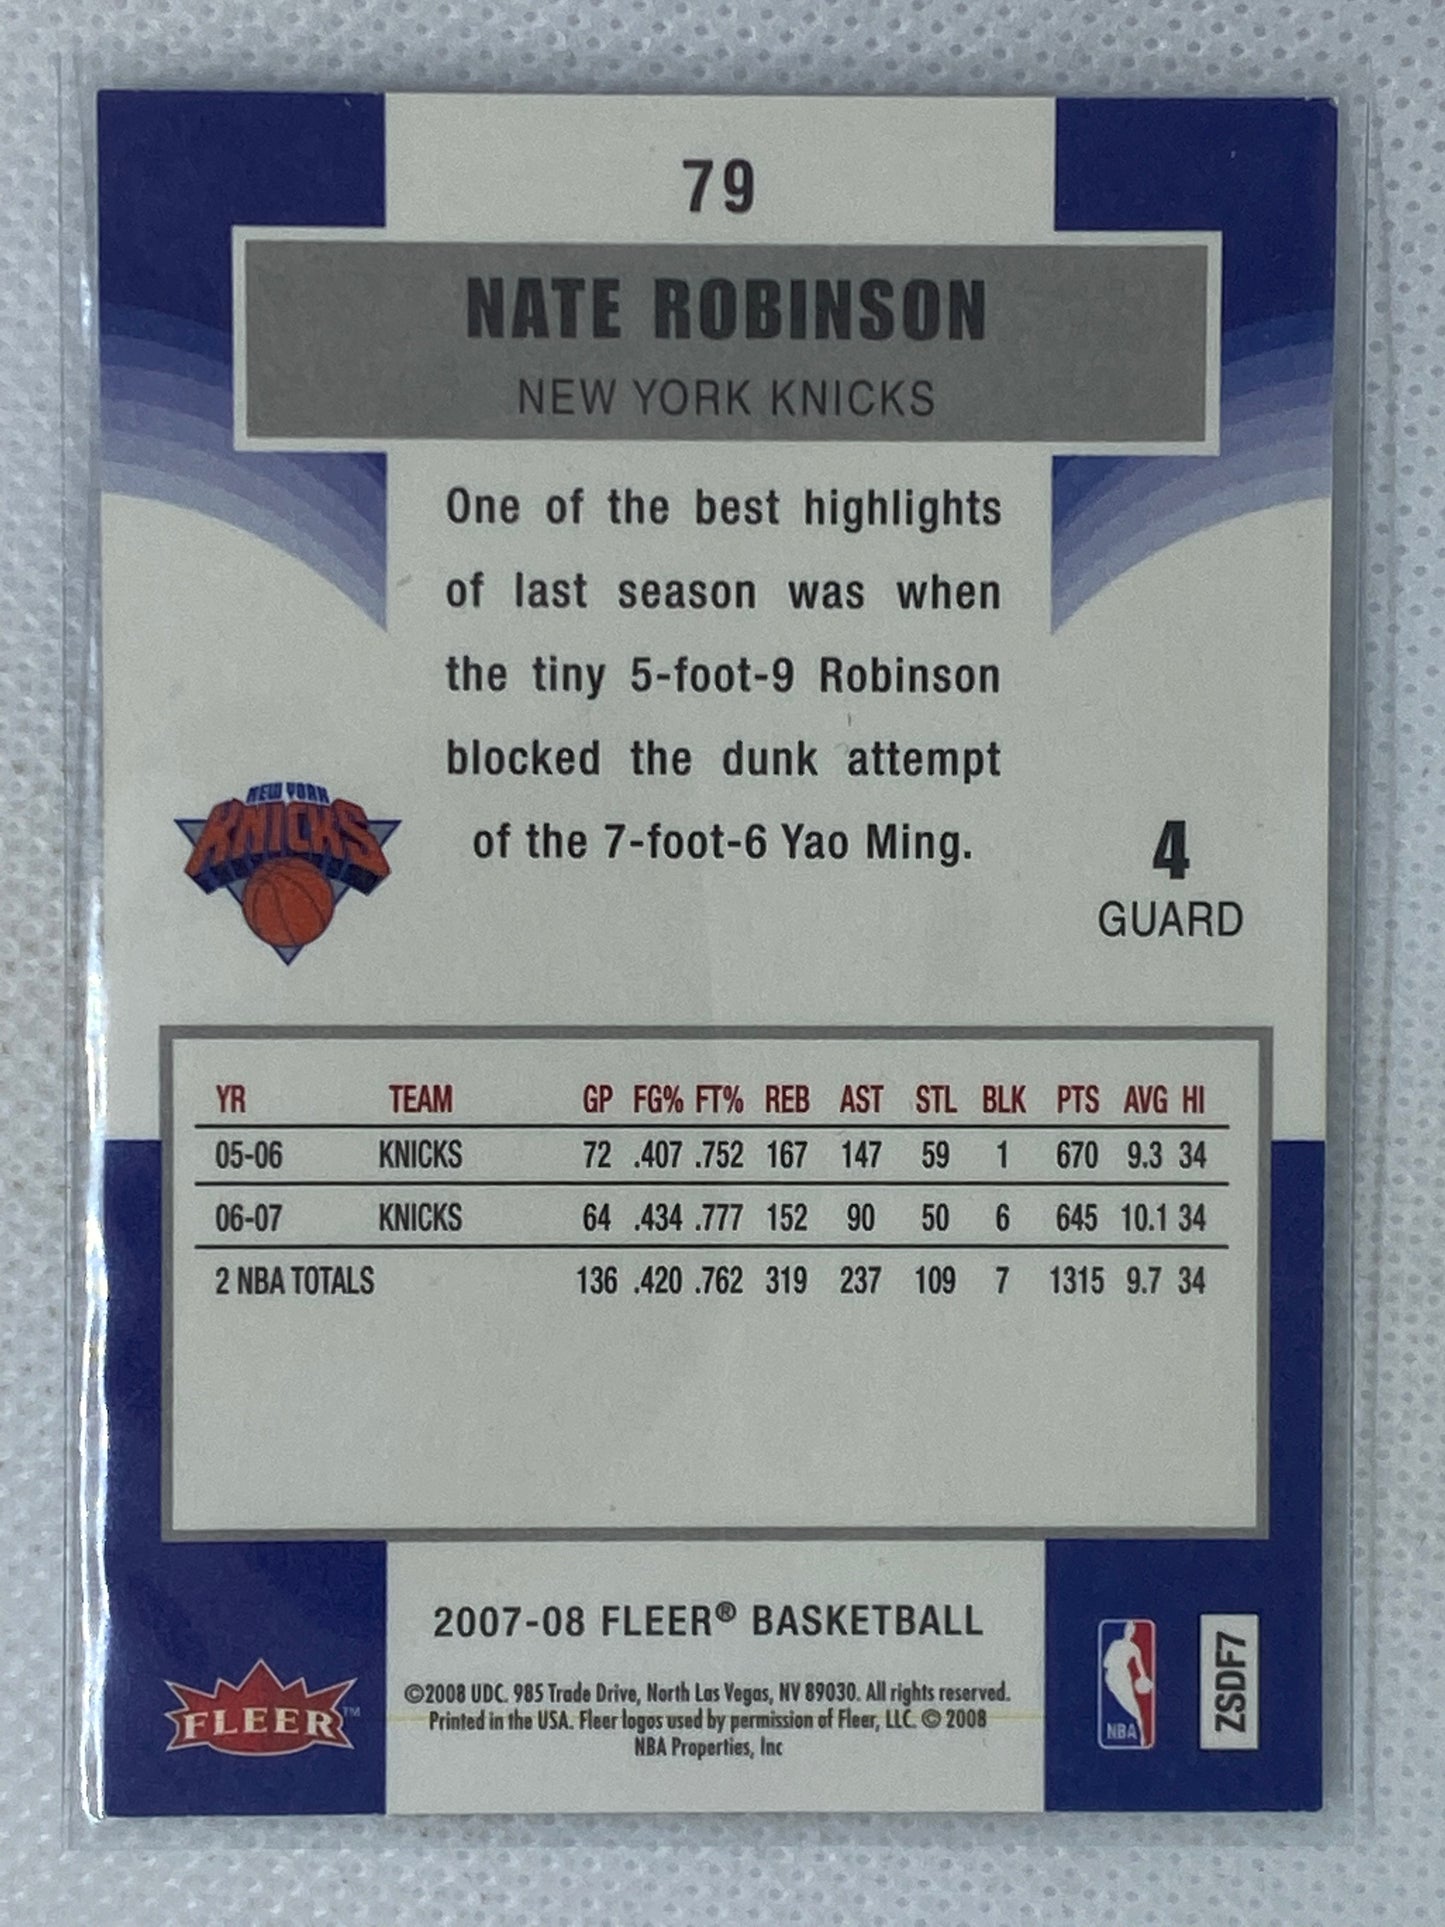 79
NATE ROBINSON
NEW YORK KNICKS
One of the best highlights
of last season was when
the tiny 5-foot-9 Robinson
blocked the dunk attempt
of the 7-foot-6 Yao Ming.
NEW YORK
KNICKS
4
GUARD
YR TEAM GP FG% FT% REB AST STL BLK PTS AVG HI
05-06 KNICKS 72 .407 .752 167 147 59 1 670 9.3 34
06-07 KNICKS 64 .434 .777 152 90 50 6 645 10.1 34
2 NBA TOTALS 136 .420 .762 319 237 109 7 1315 9.7 34
2007-08 FLEER® BASKETBALL
©2008 UDC. 985 Trade Drive, North Las Vegas, NV 89030. All rights reserved.
Printed in the USA. Fleer logos used by permission of Fleer, LLC. © 2008
NBA Properties, Inc
FLEER™
NBA
ZSDF7